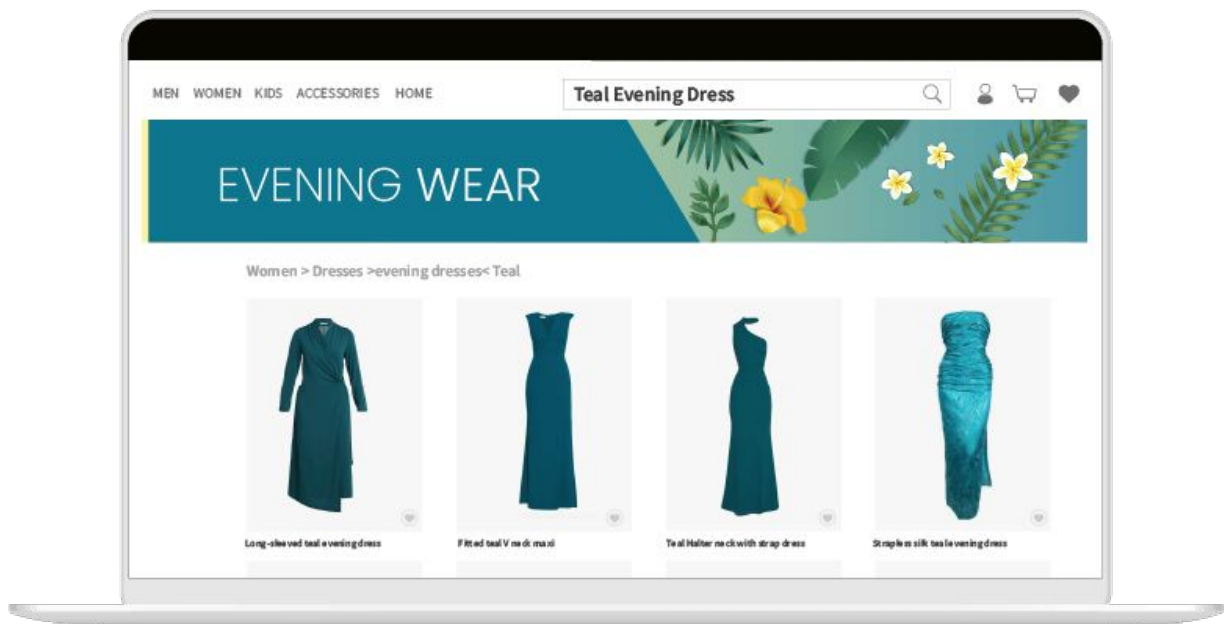 MEN WOMEN KIDS ACCESSORIES HOME
Teal Evening Dress
EVENING WEAR
Women > Dresses >evening dresses< Teal
Long-sleeved teal evening dress
Fitted teal V neck maxi
Teal Halter neck with strap dress
Strapless silk teal evening dress